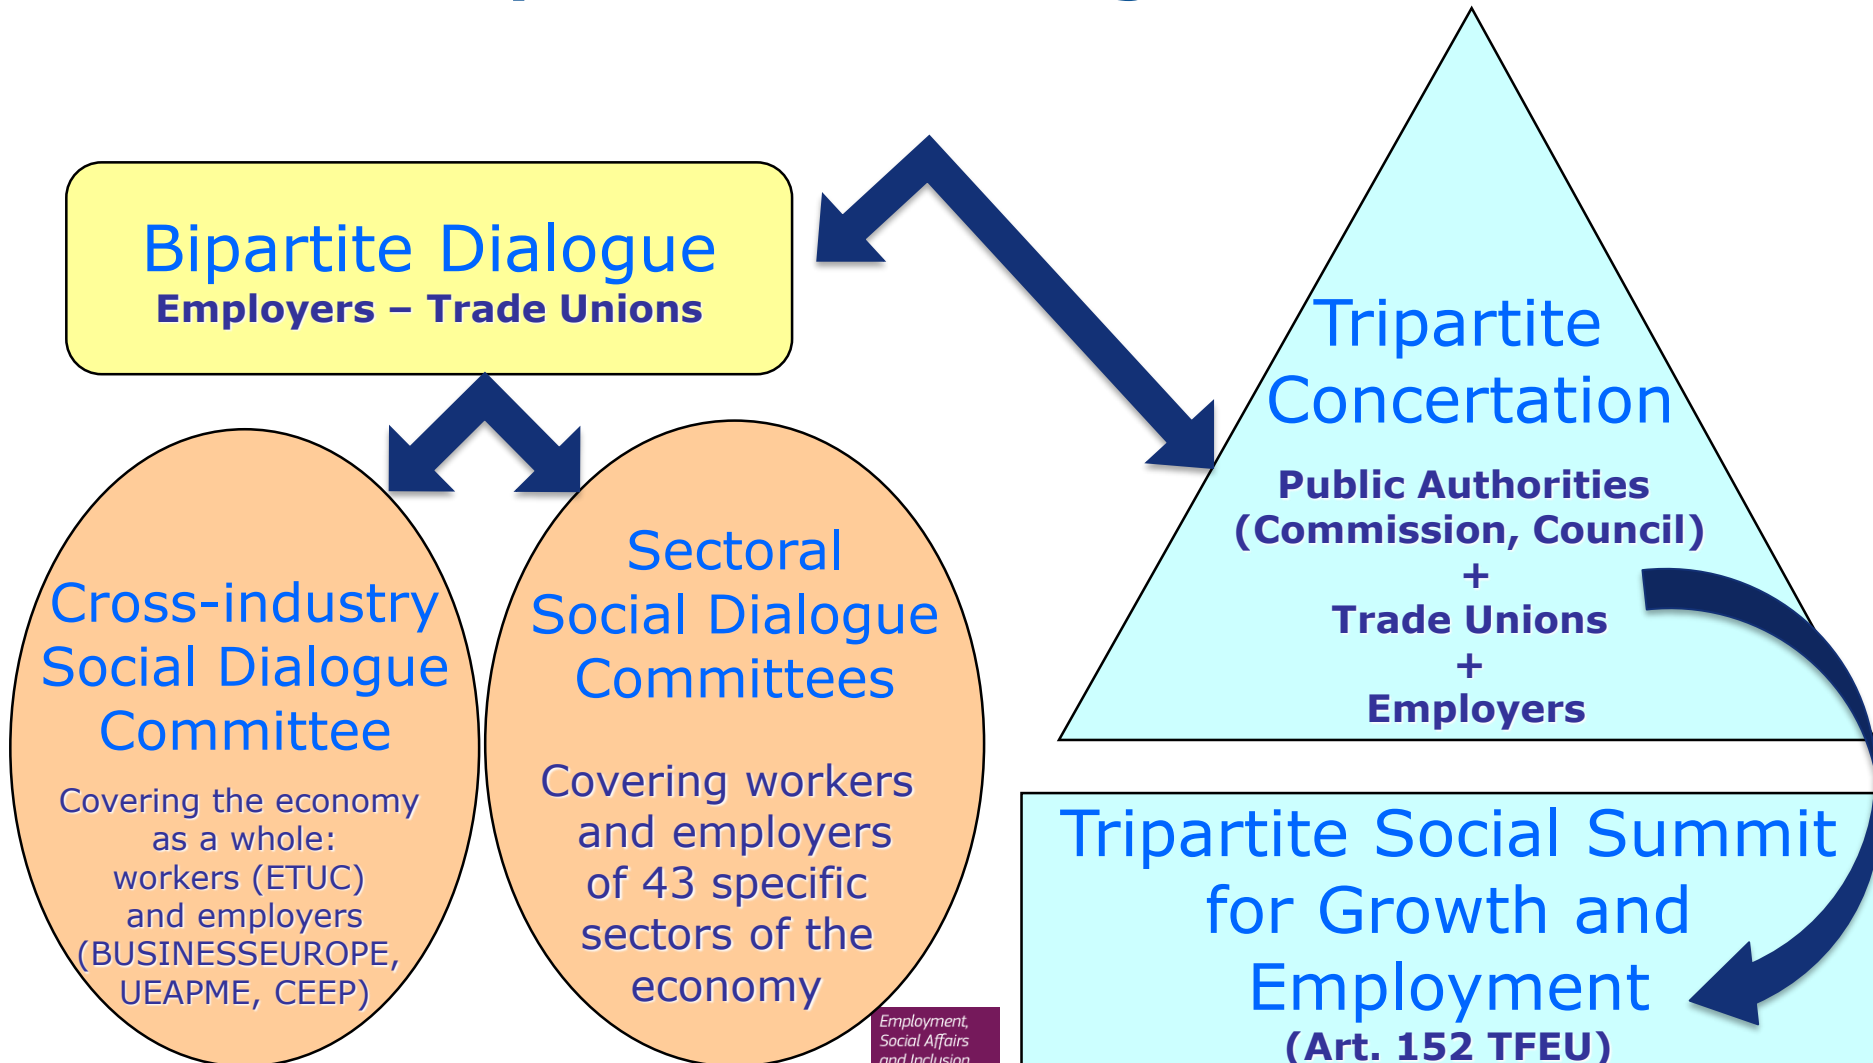 Bipartite Dialogue
Employers – Trade Unions
Cross-industry
Social Dialogue
Committee
Covering the economy
as a whole:
workers (ETUC)
and employers
(BUSINESSEUROPE,
UEAPME, CEEP)
Sectoral
Social Dialogue
Committees
Covering workers
and employers
of 43 specific
sectors of the
economy
Tripartite
Concertation
Public Authorities
(Commission, Council)
+
Trade Unions
+
Employers
Tripartite Social Summit
for Growth and
Employment
(Art. 152 TFEU)
Employment,
Social Affairs
and Inclusion